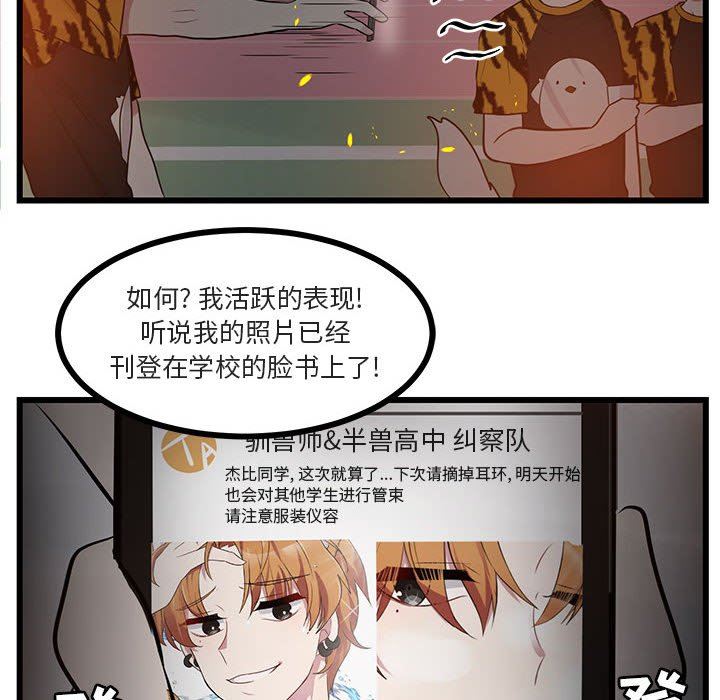 如何? 我活跃的表现!
听说我的照片已经
刊登在学校的脸书上了!
TA
驯兽师&半兽高中 纠察队
杰比同学, 这次就算了...下次请摘掉耳环, 明天开始
也会对其他学生进行管束
请注意服装仪容